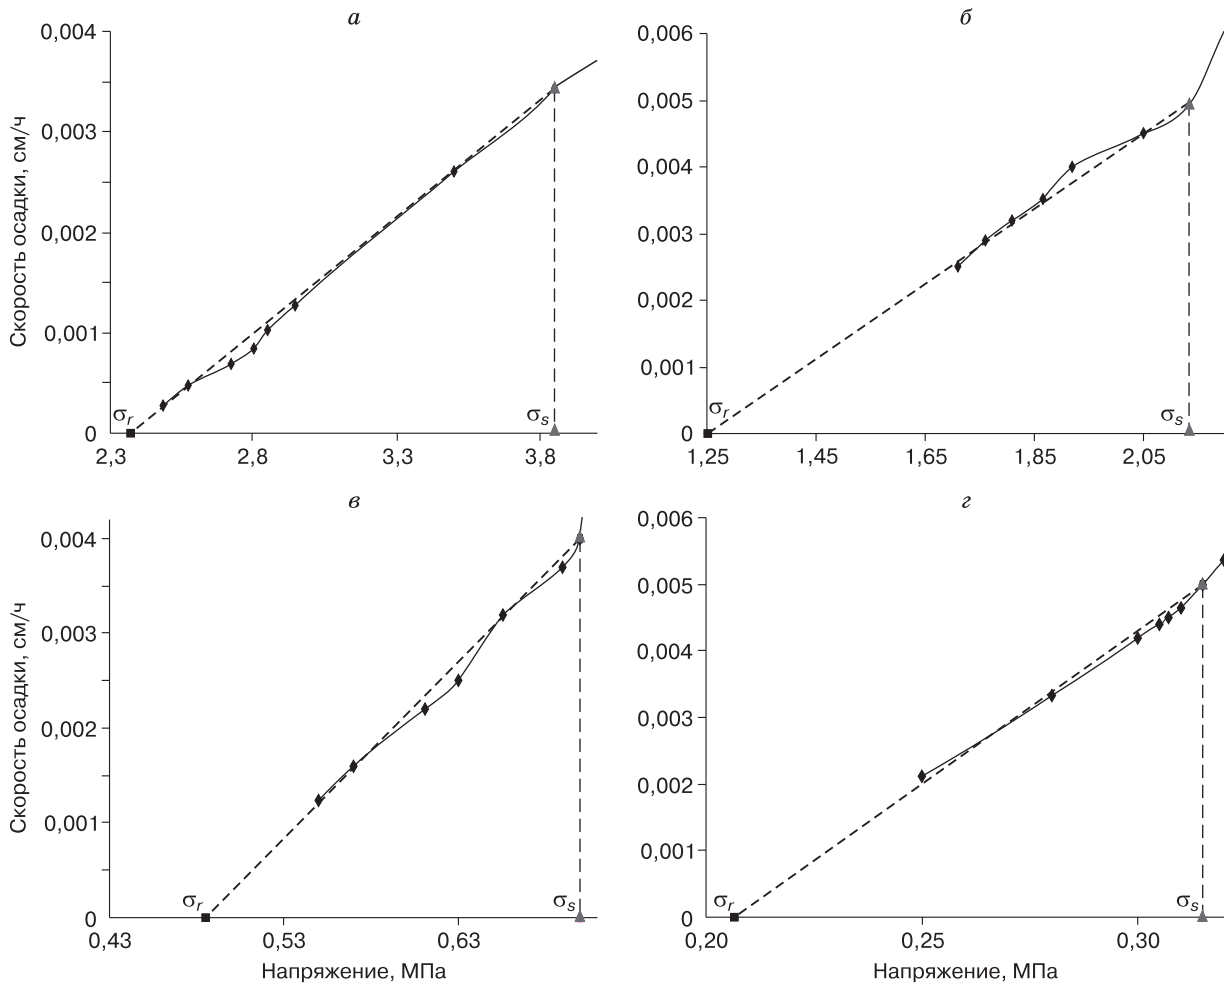 а
Скорость осадки, см/ч
0,004
0,003
0,002
0,001
0
σr
σs
2,3
2,8
3,3
3,8
б
0,006
0,005
0,004
0,003
0,002
0,001
0
σr
σs
1,25
1,45
1,65
1,85
2,05
в
Скорость осадки, см/ч
0,004
0,003
0,002
0,001
0
σr
σs
0,43
0,53
0,63
Напряжение, МПа
г
0,006
0,005
0,004
0,003
0,002
0,001
0
σr
σs
0,20
0,25
0,30
Напряжение, МПа